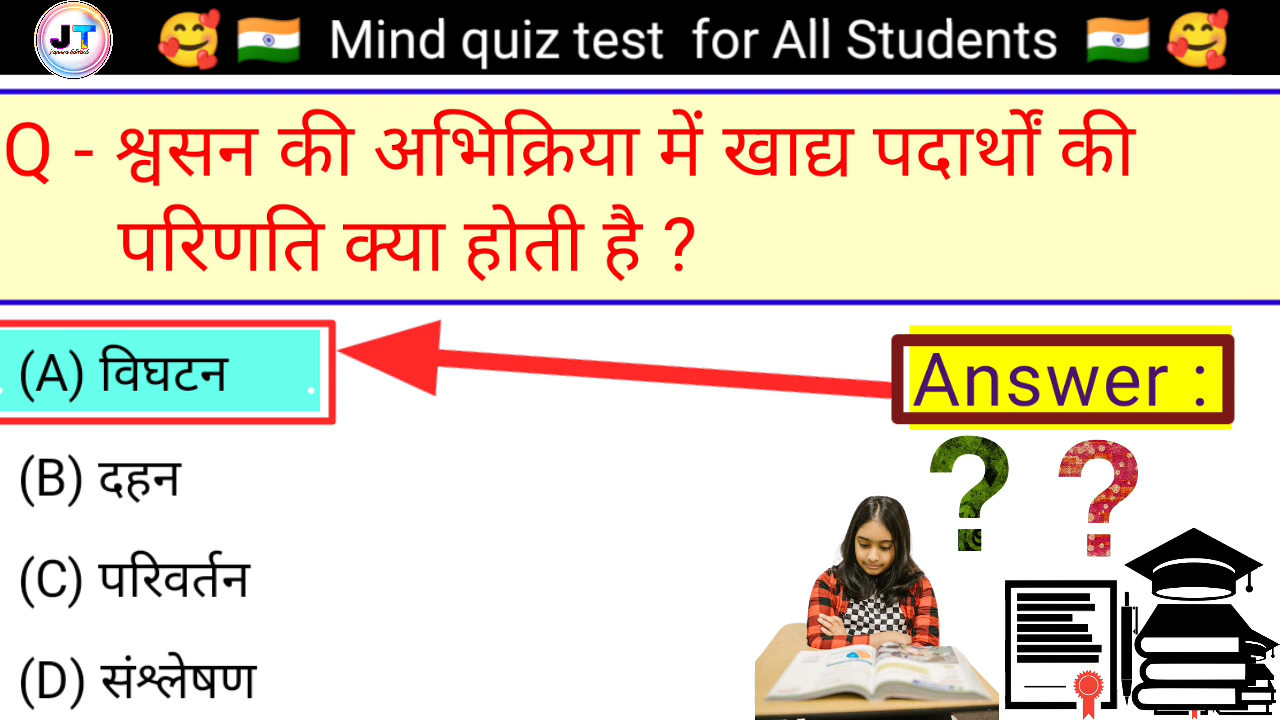 JT
Mind quiz test for All Students
Q - श्वसन की अभिक्रिया में खाद्य पदार्थों की
परिणति क्या होती है ?
(A) विघटन
Answer :
(B) दहन
? ?
(C) परिवर्तन
(D) संश्लेषण